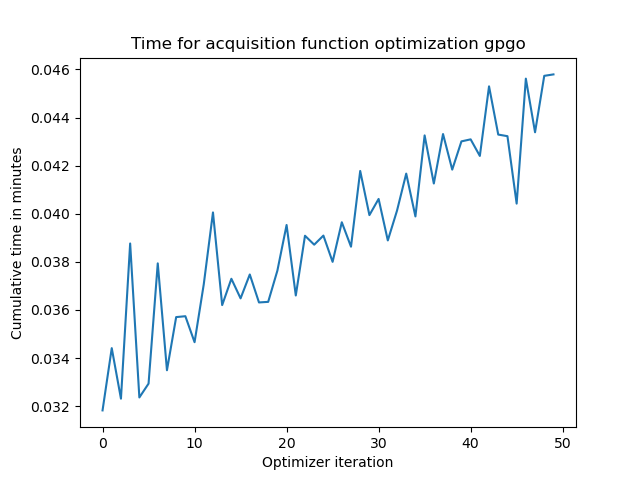 Time for acquisition function optimization gpgo
Cumulative time in minutes
0.046
0.044
0.042
0.040
0.038
0.036
0.034
0.032
0 10 20 30 40 50
Optimizer iteration